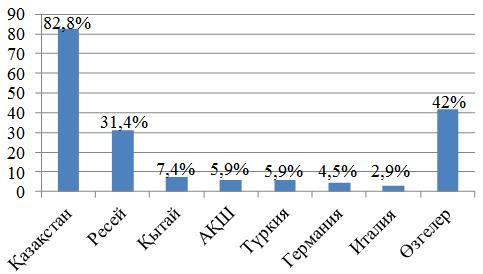 90
80
70
60
50
40
30
20
10
0
82,8%
31,4%
7,4%
5,9%
5,9%
4,5%
2,9%
42%
Қазақстан
Ресей
Қытай
АҚШ
Түркия
Германия
Италия
Өзгелер